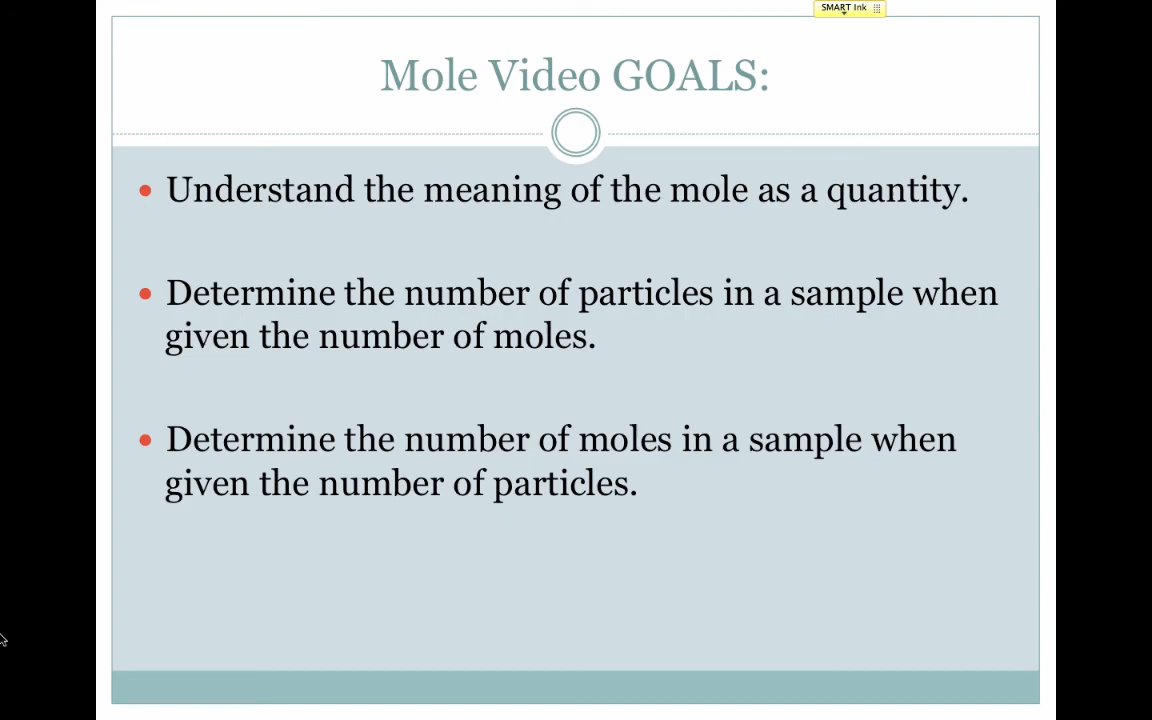 SMART Ink
Mole Video GOALS:
• Understand the meaning of the mole as a quantity.
• Determine the number of particles in a sample when
given the number of moles.
• Determine the number of moles in a sample when
given the number of particles.